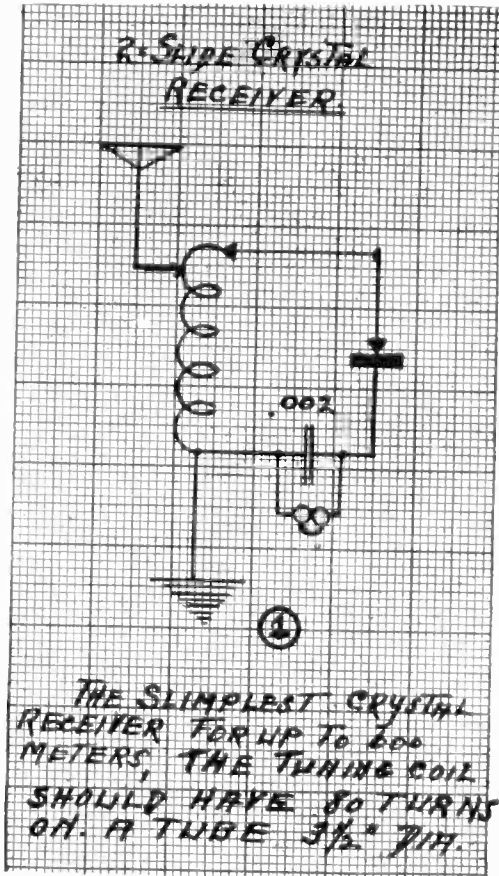 2-SLIDE CRYSTAL
RECEIVER.
.002
1
THE SLIMPLEST CRYSTAL
RECEIVER FOR UP TO 600
METERS, THE TUNING COIL
SHOULD HAVE 80 TURNS
ON. A TUBE 3½" DIA.